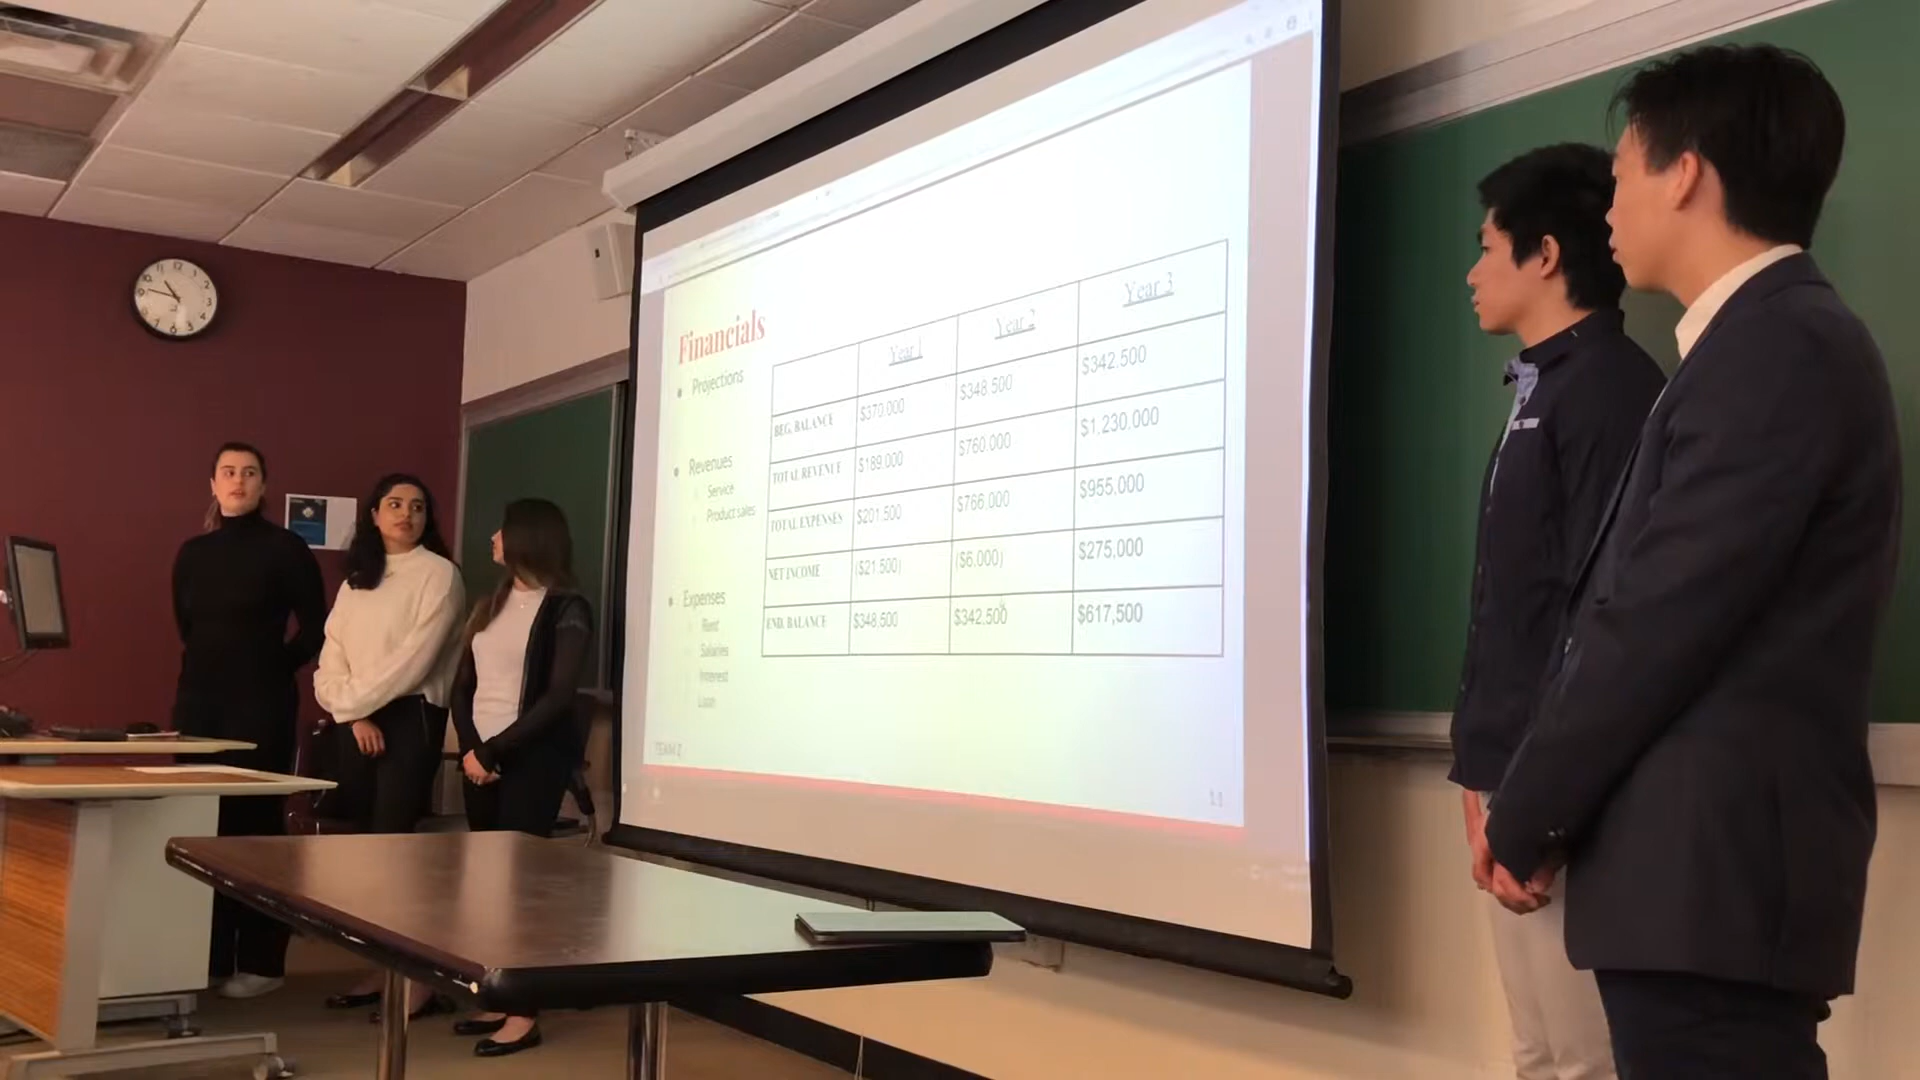 Financials
Projections
Revenues
Service
Product sales
Expenses
Rent
Salaries
Interest
Loan
Year 1 Year 2 Year 3
BEG. BALANCE $370,000 $348,500 $342,500
TOTAL REVENUE $189,000 $760,000 $1,230,000
TOTAL EXPENSES $201,500 $766,000 $955,000
NET INCOME ($21,500) ($6,000) $275,000
END. BALANCE $348,500 $342,500 $617,500
TEAM 2